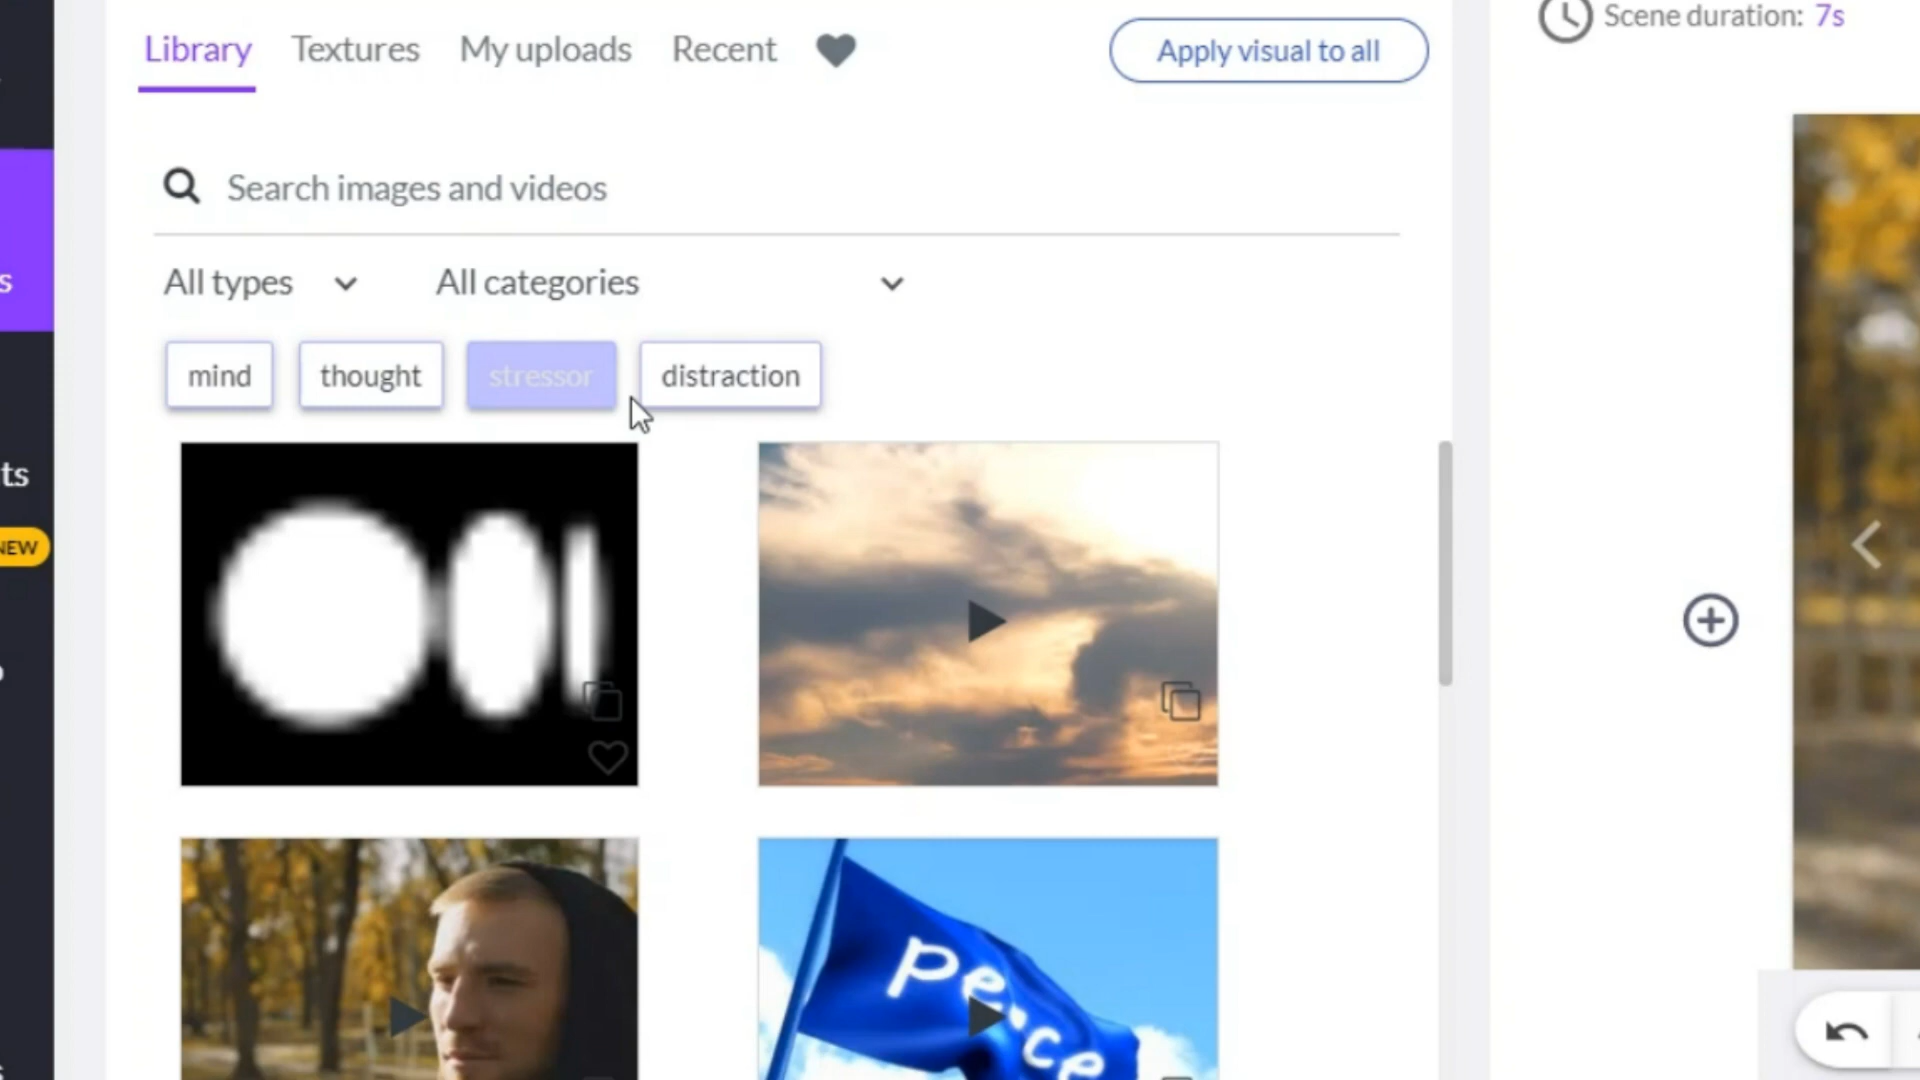 Library Textures My uploads Recent Apply visual to all
Scene duration: 7s
Search images and videos
All types All categories
mind thought stressor distraction
ts
NEW
peace